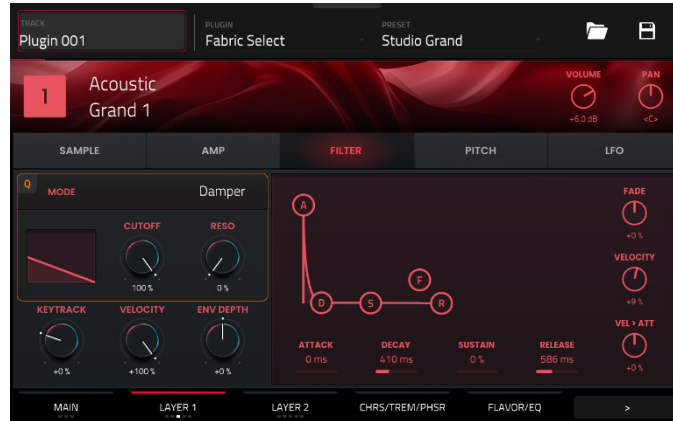 TRACK
Plugin 001
PLUGIN
Fabric Select
PRESET
Studio Grand
1
Acoustic
Grand 1
VOLUME
+6.0 dB
PAN
<C>
SAMPLE
AMP
FILTER
PITCH
LFO
Q
MODE
Damper
CUTOFF
100 %
RESO
0 %
KEYTRACK
+0 %
VELOCITY
+100 %
ENV DEPTH
+0 %
A
D
S
F
R
ATTACK
0 ms
DECAY
410 ms
SUSTAIN
0 %
RELEASE
586 ms
FADE
+0 %
VELOCITY
+9 %
VEL > ATT
+0 %
MAIN
LAYER 1
LAYER 2
CHRS/TREM/PHSR
FLAVOR/EQ
>